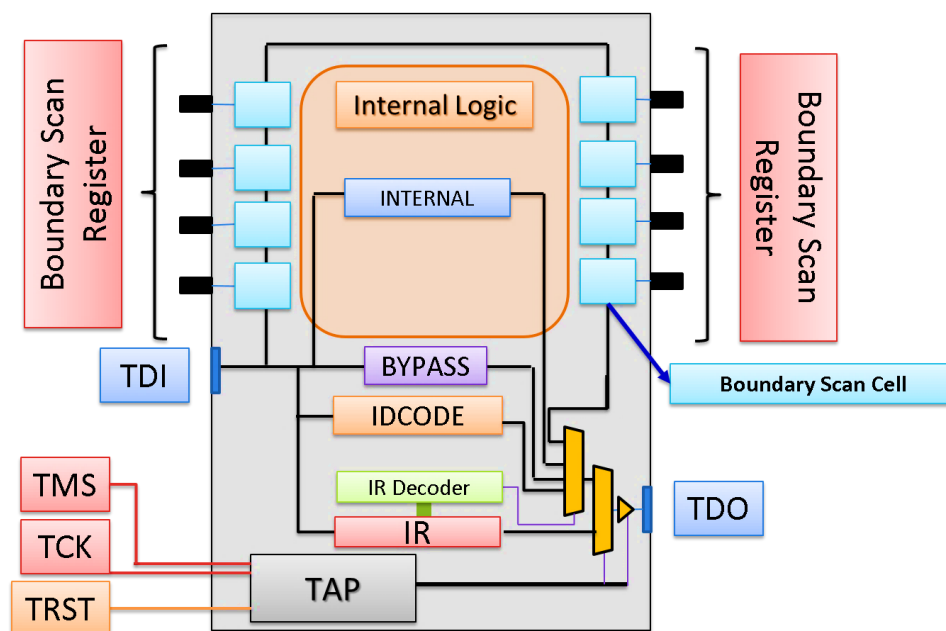 Boundary Scan
Register
Internal Logic
INTERNAL
Boundary Scan
Register
TDI
BYPASS
Boundary Scan Cell
IDCODE
IR Decoder
TMS
TDO
IR
TCK
TAP
TRST